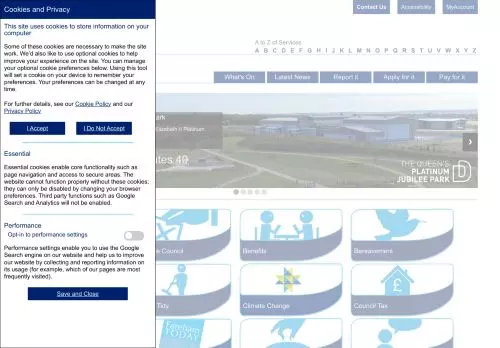 Cookies and Privacy
This site uses cookies to store information on your
computer
Some of these cookies are necessary to make the site
work. We'd also like to use optional cookies to help
improve your experience on the site. You can manage
your optional cookie preferences below. Using this tool
will set a cookie on your device to remember your
preferences. Your preferences can be changed at any
time.
For further details, see our Cookie Policy and our
Privacy Policy
I Accept I Do Not Accept
Essential
Essential cookies enable core functionality such as
page navigation and access to secure areas. The
website cannot function properly without these cookies;
they can only be disabled by changing your browser
preferences. Third party functions such as Google
Search and Analytics will not be enabled.
Performance
Opt-in to performance settings
Performance settings enable you to use the Google
Search engine on our website and help us to improve
our website by collecting and reporting information on
its usage (for example, which of our pages are most
frequently visited).
Save and Close
Contact Us Accessibility MyAccount
A to Z of Services
A B C D E F G H I J K L M N O P Q R S T U V W X Y Z
What's On Latest News Report it Apply for it Pay for it
ark
Elizabeth II Platinum
THE QUEEN'S
PLATINUM
JUBILEE PARK
Council Benefits Bereavement
Tidy Climate Change Council Tax
Fareham
TODAY